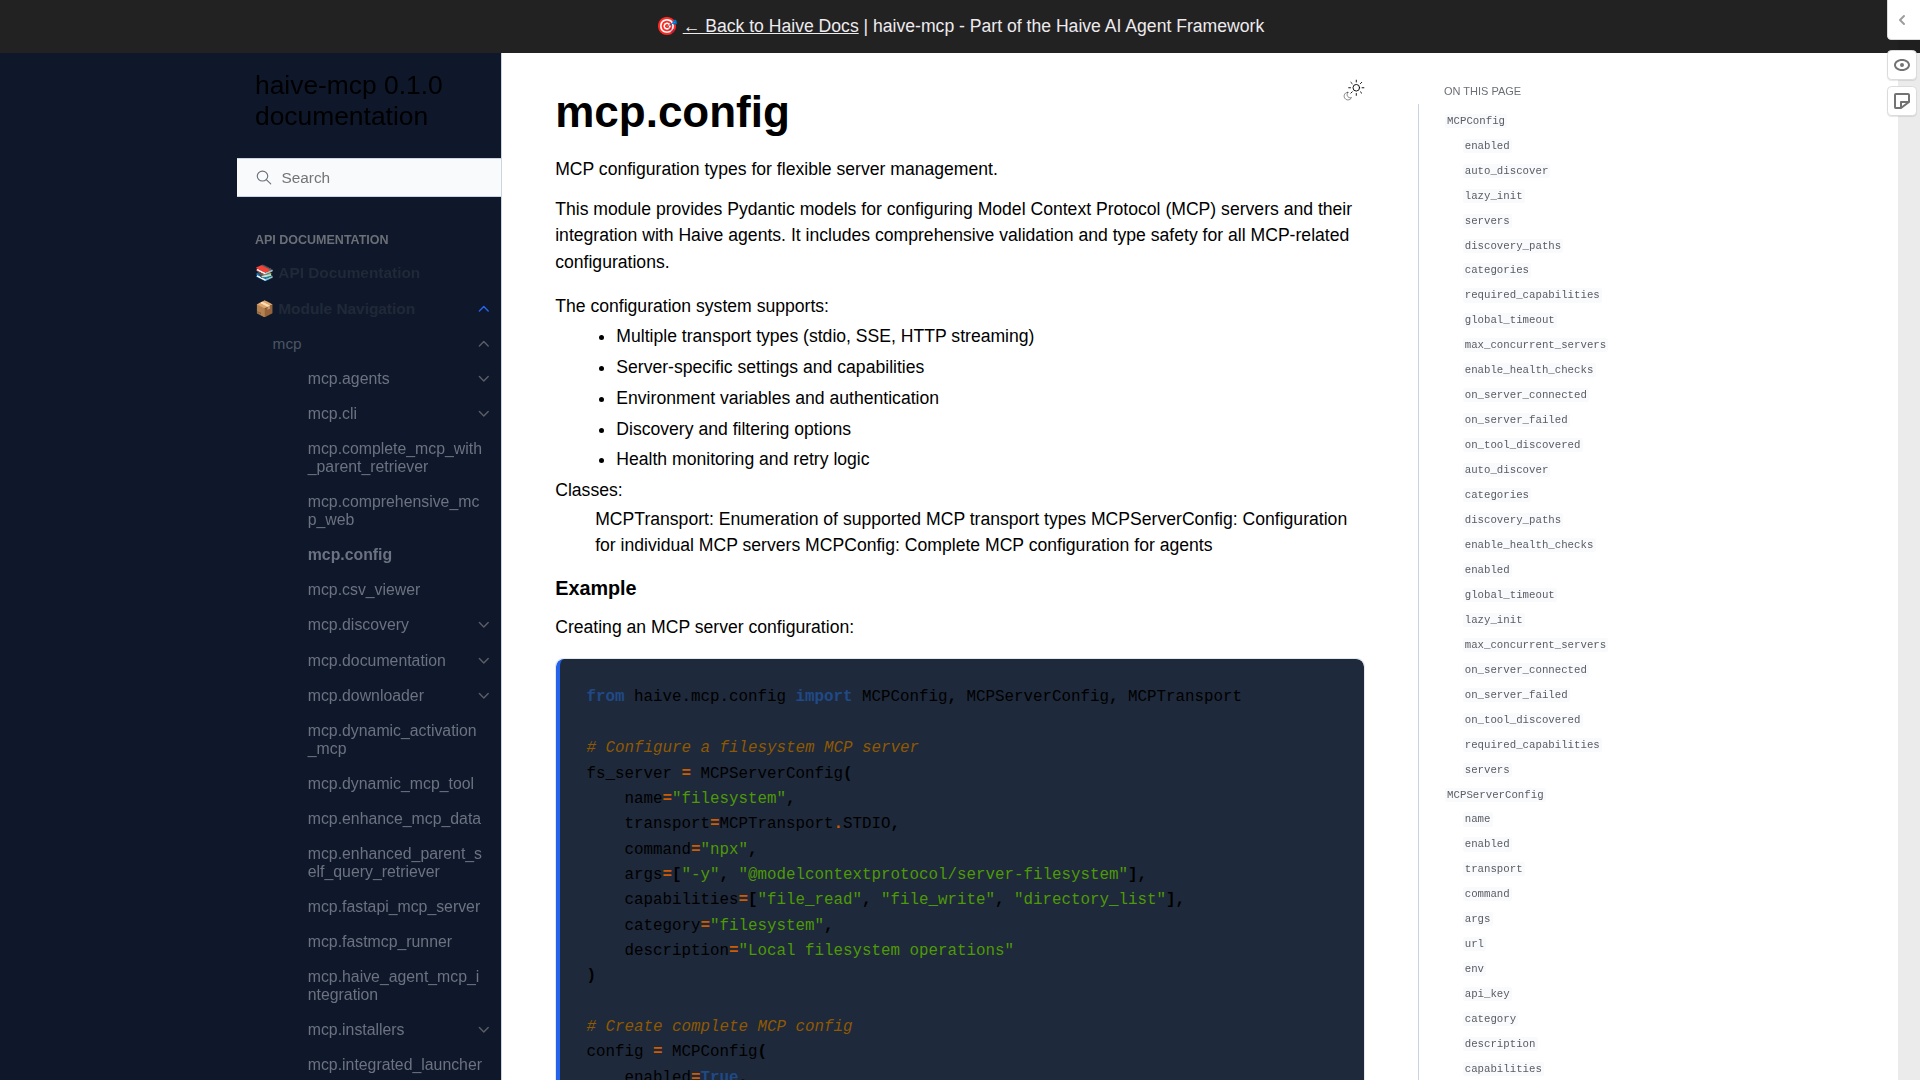 🎯 ← Back to Haive Docs | haive-mcp - Part of the Haive AI Agent Framework
haive-mcp 0.1.0
documentation
Search
API DOCUMENTATION
📚 API Documentation
📦 Module Navigation
mcp
mcp.agents
mcp.cli
mcp.complete_mcp_with
_parent_retriever
mcp.comprehensive_mc
p_web
mcp.config
mcp.csv_viewer
mcp.discovery
mcp.documentation
mcp.downloader
mcp.dynamic_activation
_mcp
mcp.dynamic_mcp_tool
mcp.enhance_mcp_data
mcp.enhanced_parent_s
elf_query_retriever
mcp.fastapi_mcp_server
mcp.fastmcp_runner
mcp.haive_agent_mcp_i
ntegration
mcp.installers
mcp.integrated_launcher
mcp.config
MCP configuration types for flexible server management.
This module provides Pydantic models for configuring Model Context Protocol (MCP) servers and their
integration with Haive agents. It includes comprehensive validation and type safety for all MCP-related
configurations.
The configuration system supports:
• Multiple transport types (stdio, SSE, HTTP streaming)
• Server-specific settings and capabilities
• Environment variables and authentication
• Discovery and filtering options
• Health monitoring and retry logic
Classes:
MCPTransport: Enumeration of supported MCP transport types MCPServerConfig: Configuration
for individual MCP servers MCPConfig: Complete MCP configuration for agents
Example
Creating an MCP server configuration:
from haive.mcp.config import MCPConfig, MCPServerConfig, MCPTransport
# Configure a filesystem MCP server
fs_server = MCPServerConfig(
    name="filesystem",
    transport=MCPTransport.STDIO,
    command="npx",
    args=["-y", "@modelcontextprotocol/server-filesystem"],
    capabilities=["file_read", "file_write", "directory_list"],
    category="filesystem",
    description="Local filesystem operations"
)
# Create complete MCP config
config = MCPConfig(
    enabled=True,
ON THIS PAGE
MCPConfig
enabled
auto_discover
lazy_init
servers
discovery_paths
categories
required_capabilities
global_timeout
max_concurrent_servers
enable_health_checks
on_server_connected
on_server_failed
on_tool_discovered
auto_discover
categories
discovery_paths
enable_health_checks
enabled
global_timeout
lazy_init
max_concurrent_servers
on_server_connected
on_server_failed
on_tool_discovered
required_capabilities
servers
MCPServerConfig
name
enabled
transport
command
args
url
env
api_key
category
description
capabilities